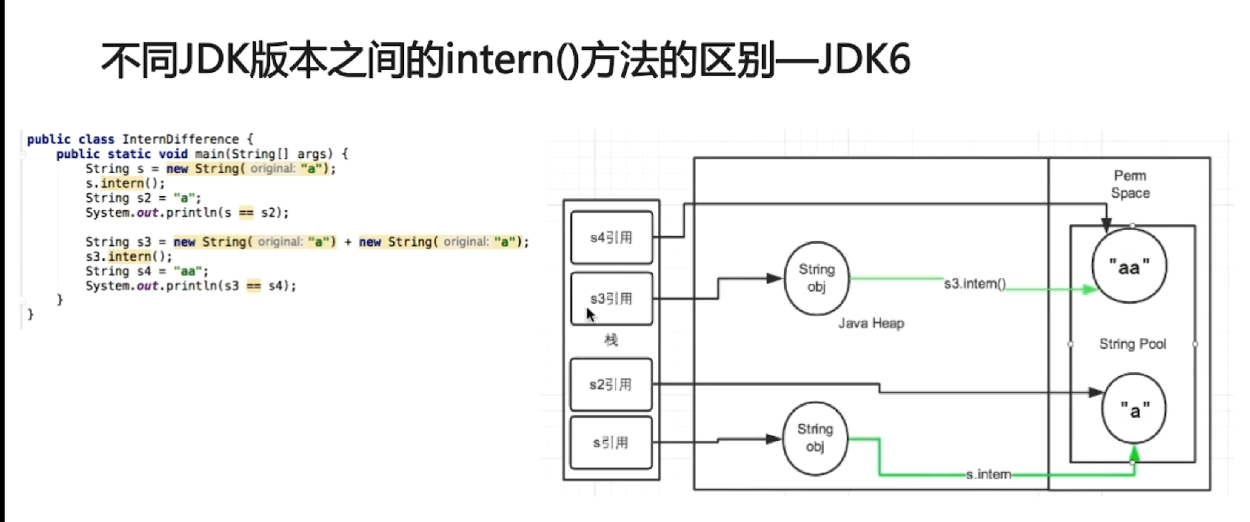 不同JDK版本之间的intern()方法的区别—JDK6
public class InternDifference {
public static void main(String[] args) {
String s = new String( original: "a");
s.intern();
String s2 = "a";
System.out.println(s == s2);
String s3 = new String( original: "a") + new String( original: "a");
s3.intern();
String s4 = "aa";
System.out.println(s3 == s4);
}
}
s4引用
s3引用
栈
s2引用
s引用
String
obj
s3.intern()
Java Heap
String
obj
s.intern
Perm
Space
"aa"
String Pool
"a"